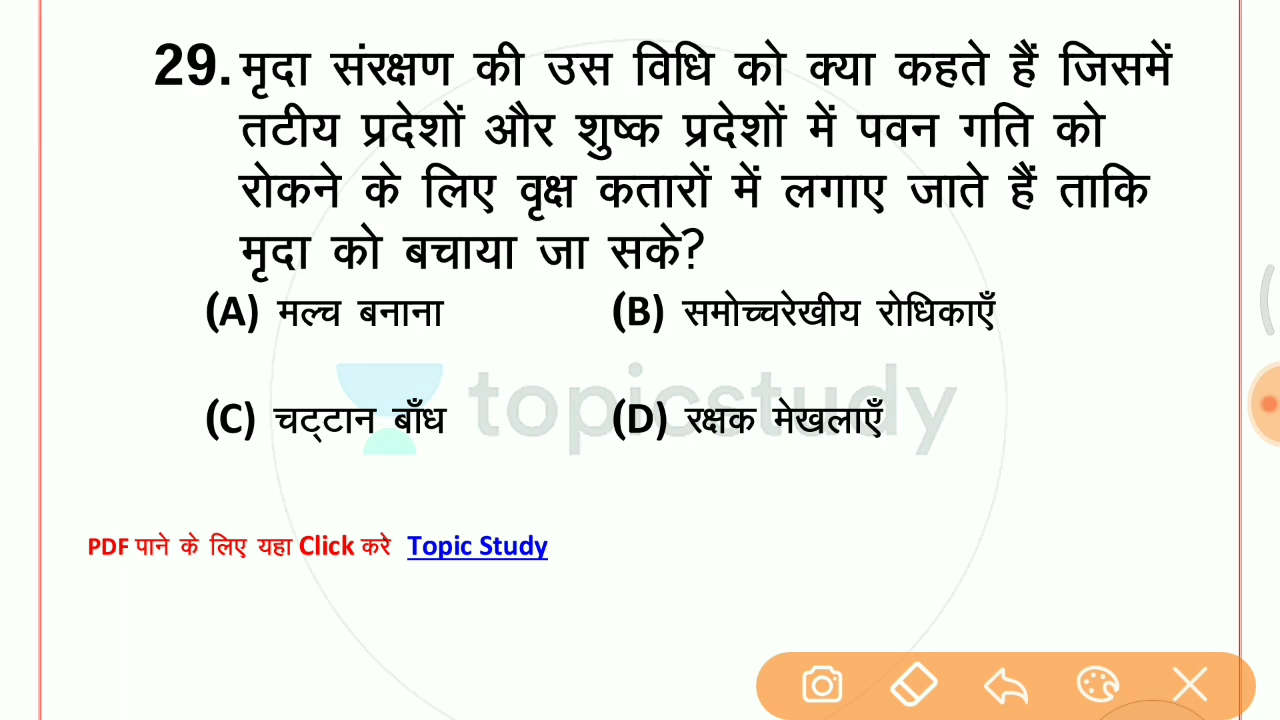 29. मृदा संरक्षण की उस विधि को क्या कहते हैं जिसमें
तटीय प्रदेशों और शुष्क प्रदेशों में पवन गति को
रोकने के लिए वृक्ष कतारों में लगाए जाते हैं ताकि
मृदा को बचाया जा सके?
(A) मल्च बनाना (B) समोच्चरेखीय रोधिकाएँ
topicstudy
(C) चट्टान बाँध (D) रक्षक मेखलाएँ
PDF पाने के लिए यहा Click करे Topic Study